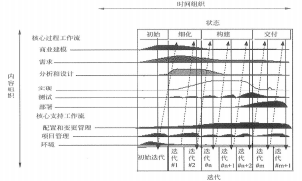 时间组织
状态
核心过程工作流
初始 细化 构建 交付
商业建模
需求
分析和设计
实现
测试
部署
核心支持工作流
配置和变更管理
项目管理
环境
内容组织
初始迭代 迭代#1 迭代#2 迭代#n 迭代#n+1 迭代#n+2 迭代#m 迭代#m+1
迭代